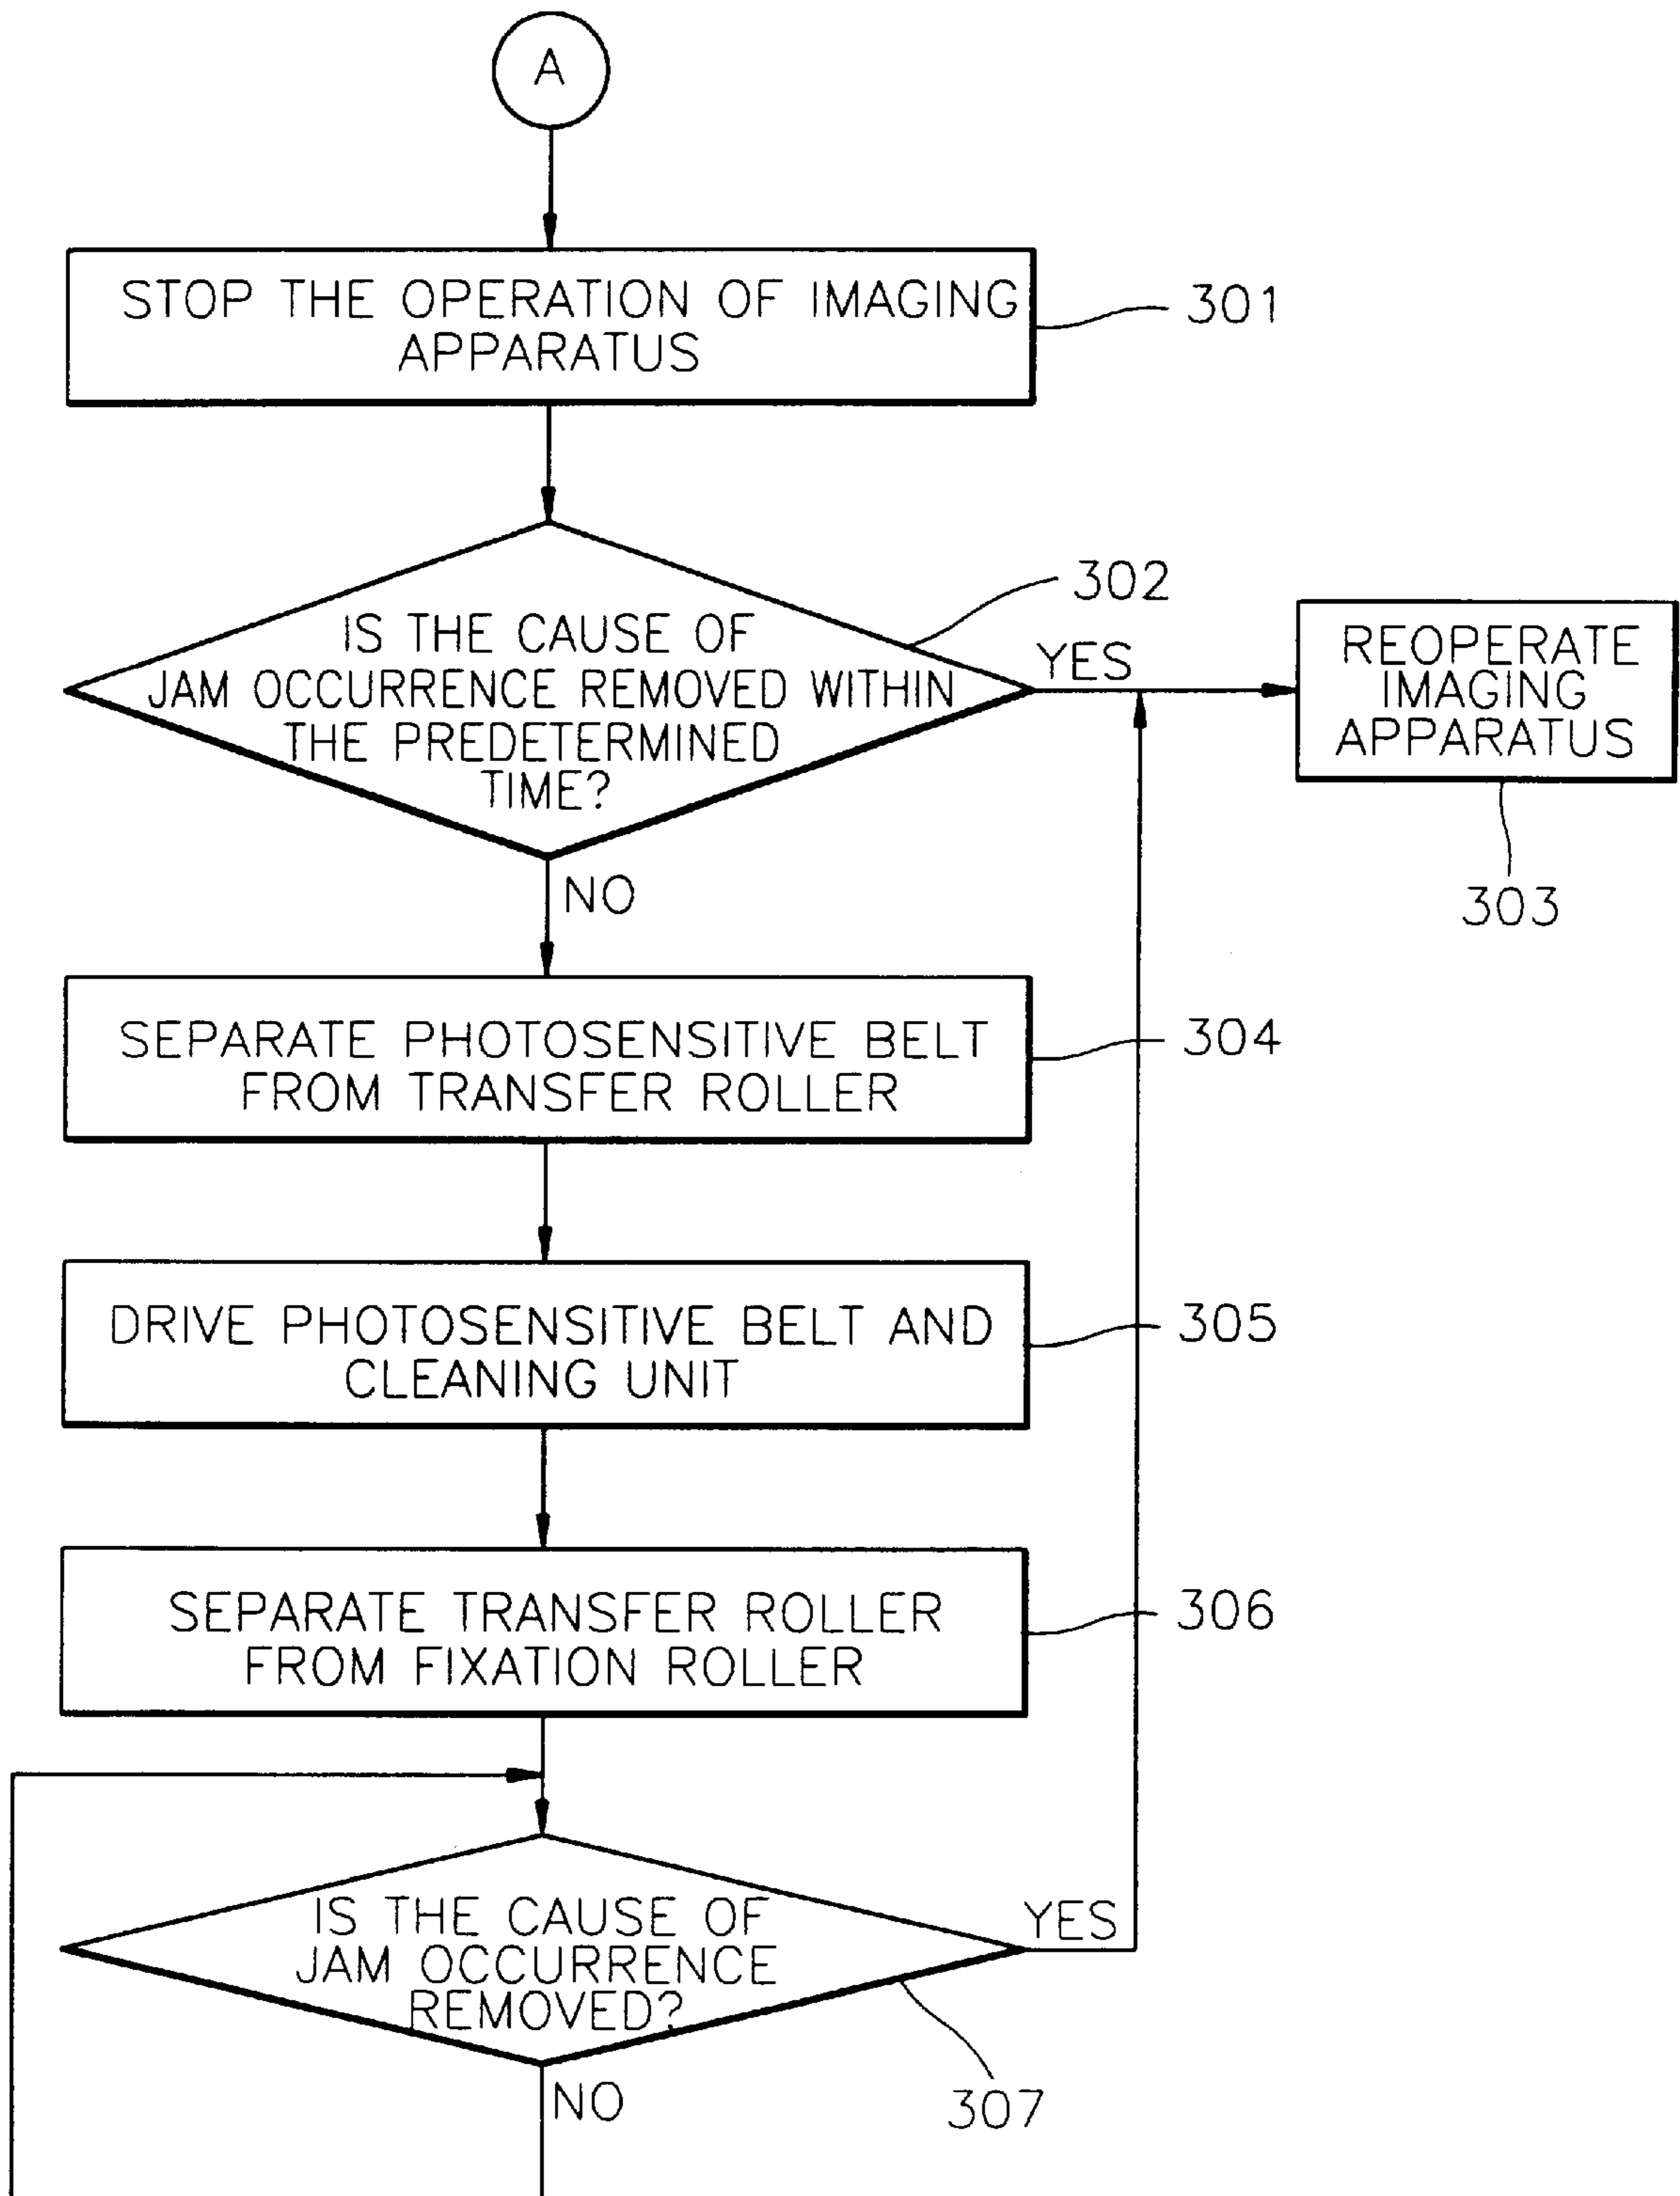 A
STOP THE OPERATION OF IMAGING
APPARATUS
301
IS THE CAUSE OF
JAM OCCURRENCE REMOVED WITHIN
THE PREDETERMINED
TIME?
302
YES
REOPERATE
IMAGING
APPARATUS
303
NO
SEPARATE PHOTOSENSITIVE BELT
FROM TRANSFER ROLLER
304
DRIVE PHOTOSENSITIVE BELT AND
CLEANING UNIT
305
SEPARATE TRANSFER ROLLER
FROM FIXATION ROLLER
306
IS THE CAUSE OF
JAM OCCURRENCE
REMOVED?
YES
307
NO